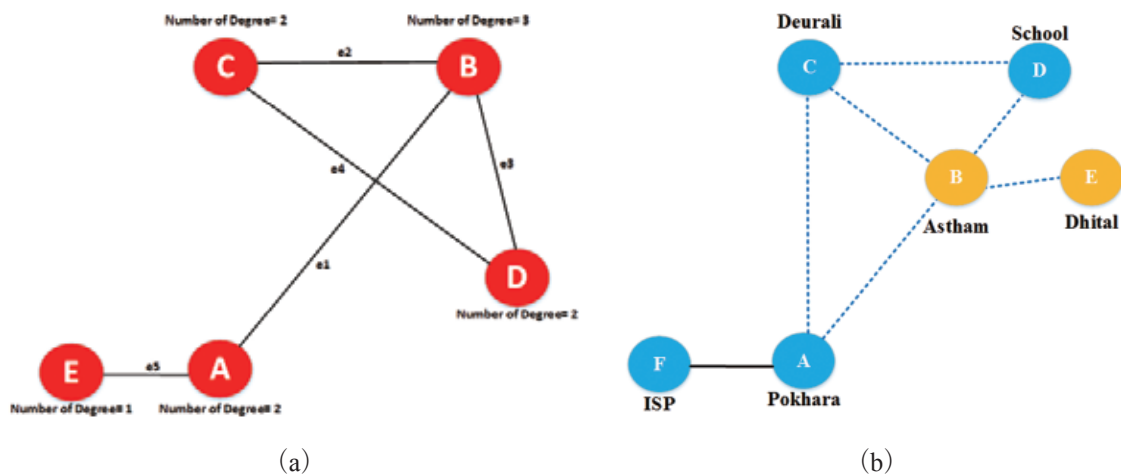 Number of Degree= 2
Number of Degree= 3
C
e2
B
e4
e3
e1
D
Number of Degree= 2
E
e5
A
Number of Degree= 1
Number of Degree= 2
(a)
Deurali
School
C
D
B
E
Astham
Dhital
F
A
ISP
Pokhara
(b)